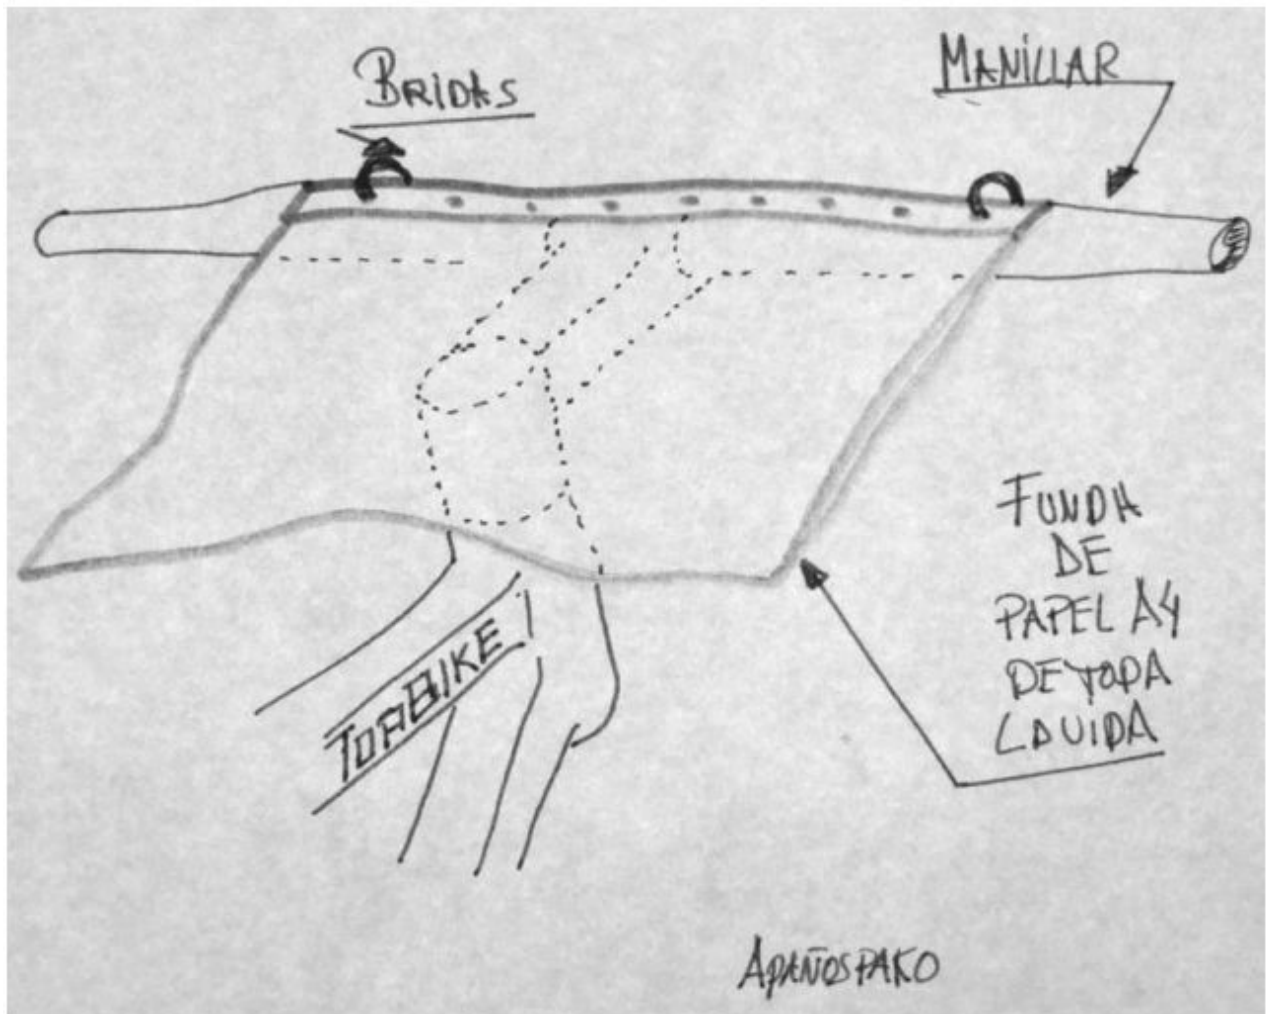 BRIDAS
MANILLAR
FUNDA
DE
PAPEL A4
DE TODA
LA VIDA
TORBIKE
APAÑOSPAKO